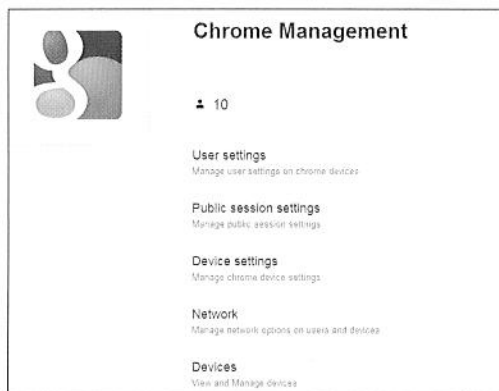 Chrome Management
10
User settings
Manage user settings on chrome devices
Public session settings
Manage public session settings
Device settings
Manage chrome device settings
Network
Manage network options on users and devices
Devices
View and Manage devices